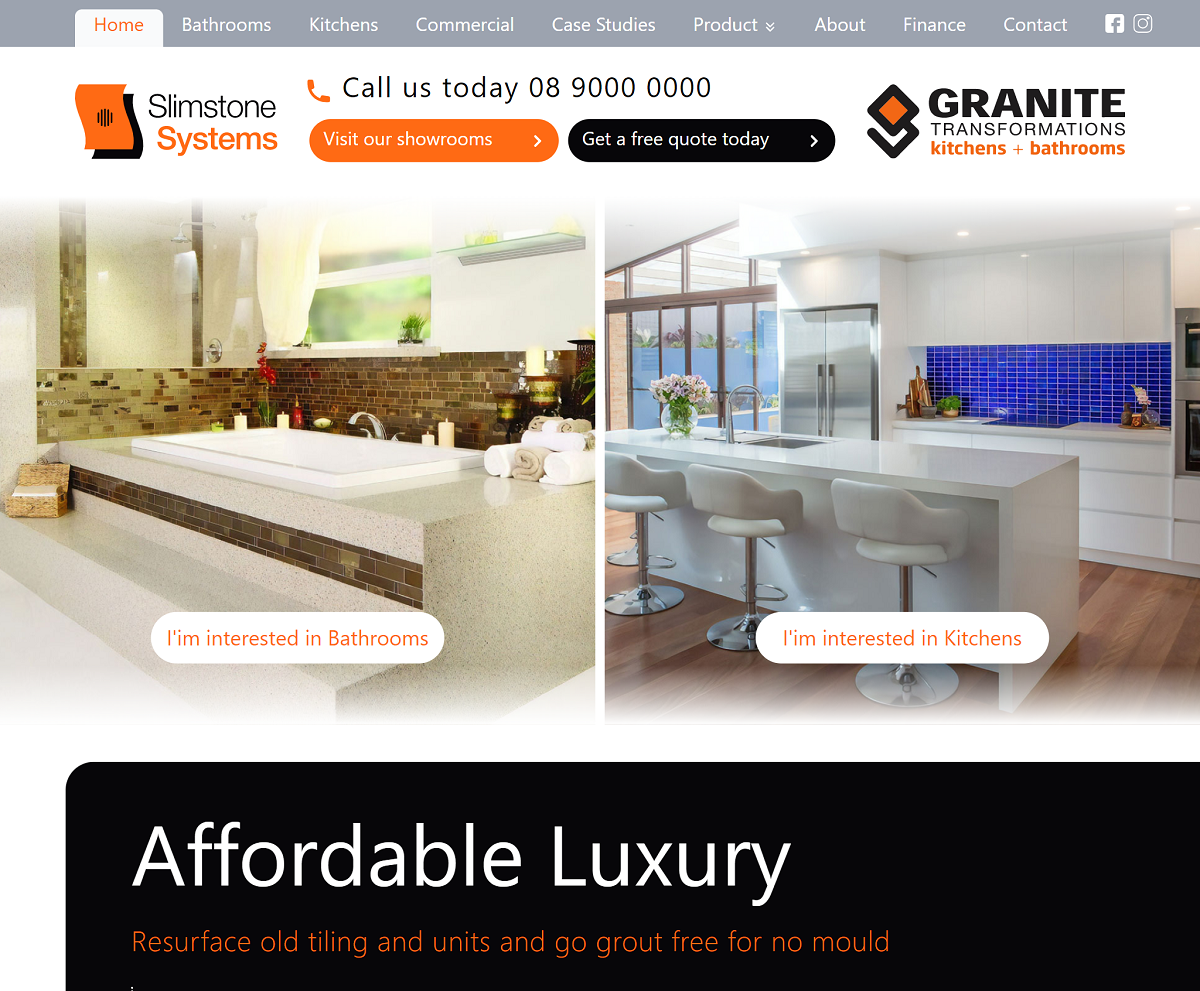 Home Bathrooms Kitchens Commercial Case Studies Product About Finance Contact
Slimstone
Systems
Call us today 08 9000 0000
Visit our showrooms
Get a free quote today
GRANITE
TRANSFORMATIONS
kitchens + bathrooms
I'im interested in Bathrooms
I'im interested in Kitchens
Affordable Luxury
Resurface old tiling and units and go grout free for no mould